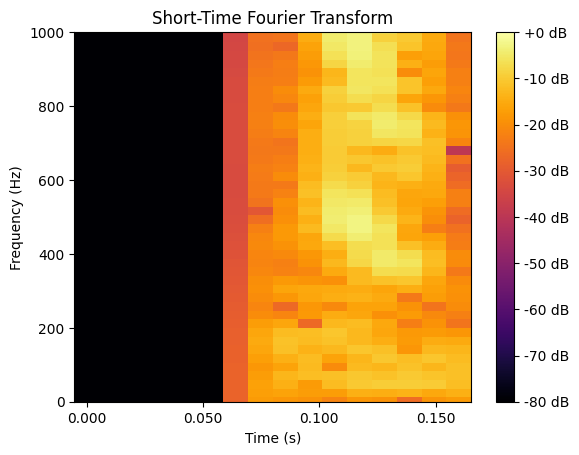 Short-Time Fourier Transform
1000
800
600
400
200
0
Frequency (Hz)
0.000
0.050
0.100
0.150
Time (s)
+0 dB
-10 dB
-20 dB
-30 dB
-40 dB
-50 dB
-60 dB
-70 dB
-80 dB